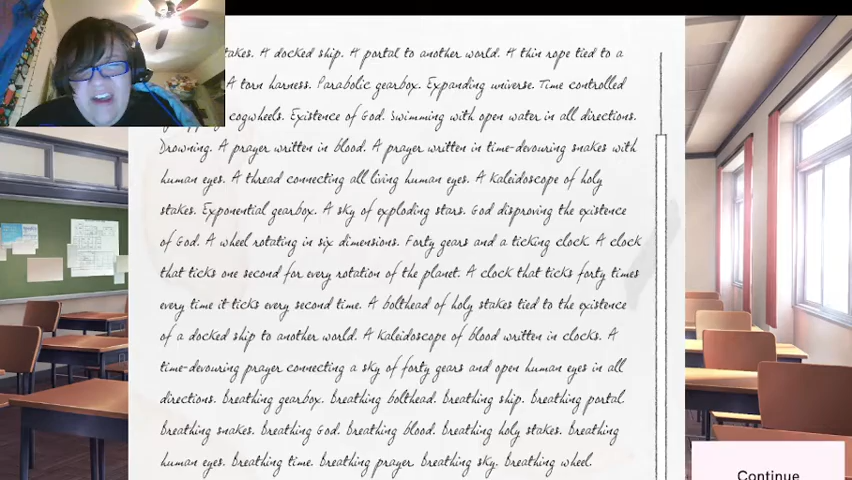 takes. A docked ship. A portal to another world. A thin rope tied to a
A torn harness. Parabolic gearbox. Expanding universe. Time controlled
cogwheels. Existence of God. Swimming with open water in all directions.
Drowning. A prayer written in blood. A prayer written in time-devouring snakes with
human eyes. A thread connecting all living human eyes. A kaleidoscope of holy
stakes. Exponential gearbox. A sky of exploding stars. God disproving the existence
of God. A wheel rotating in six dimensions. Forty gears and a ticking clock. A clock
that ticks one second for every rotation of the planet. A clock that ticks forty times
every time it ticks every second time. A bolthead of holy stakes tied to the existence
of a docked ship to another world. A kaleidoscope of blood written in clocks. A
time-devouring prayer connecting a sky of forty gears and open human eyes in all
directions. Breathing gearbox. Breathing bolthead. Breathing ship. Breathing portal.
Breathing snakes. Breathing God. Breathing blood. Breathing holy stakes. Breathing
human eyes. Breathing time. Breathing prayer. Breathing sky. Breathing wheel.
Continue